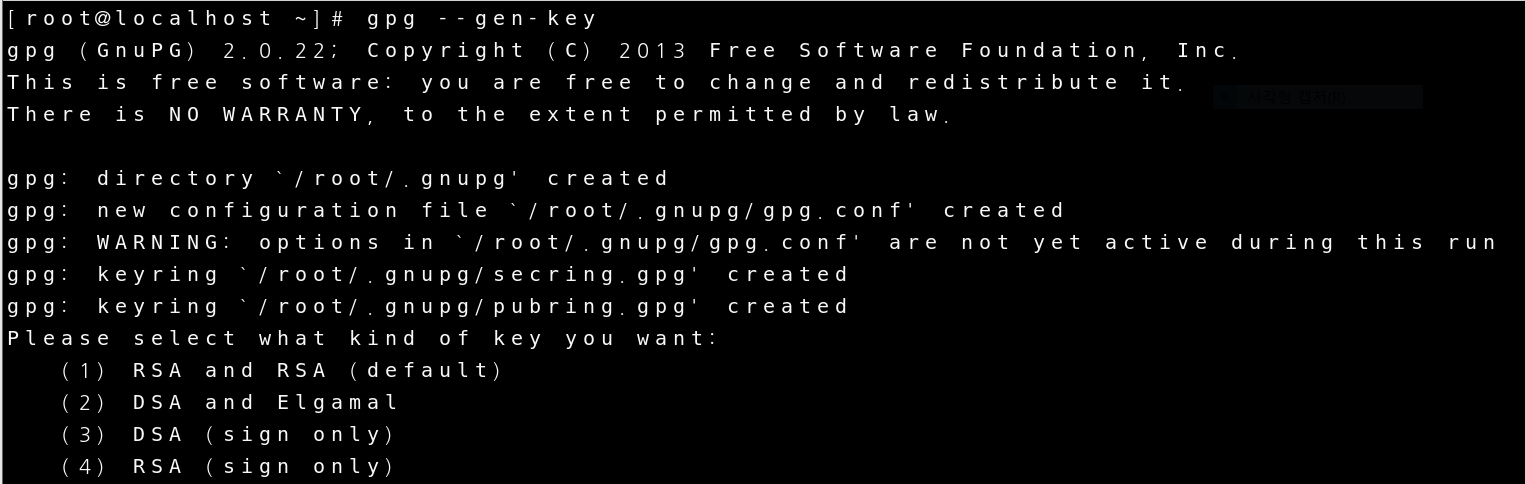 [root@localhost ~]# gpg --gen-key
gpg (GnuPG) 2.0.22; Copyright (C) 2013 Free Software Foundation, Inc.
This is free software: you are free to change and redistribute it.
There is NO WARRANTY, to the extent permitted by law.
gpg: directory `/root/.gnupg' created
gpg: new configuration file `/root/.gnupg/gpg.conf' created
gpg: WARNING: options in `/root/.gnupg/gpg.conf' are not yet active during this run
gpg: keyring `/root/.gnupg/secring.gpg' created
gpg: keyring `/root/.gnupg/pubring.gpg' created
Please select what kind of key you want:
(1) RSA and RSA (default)
(2) DSA and Elgamal
(3) DSA (sign only)
(4) RSA (sign only)